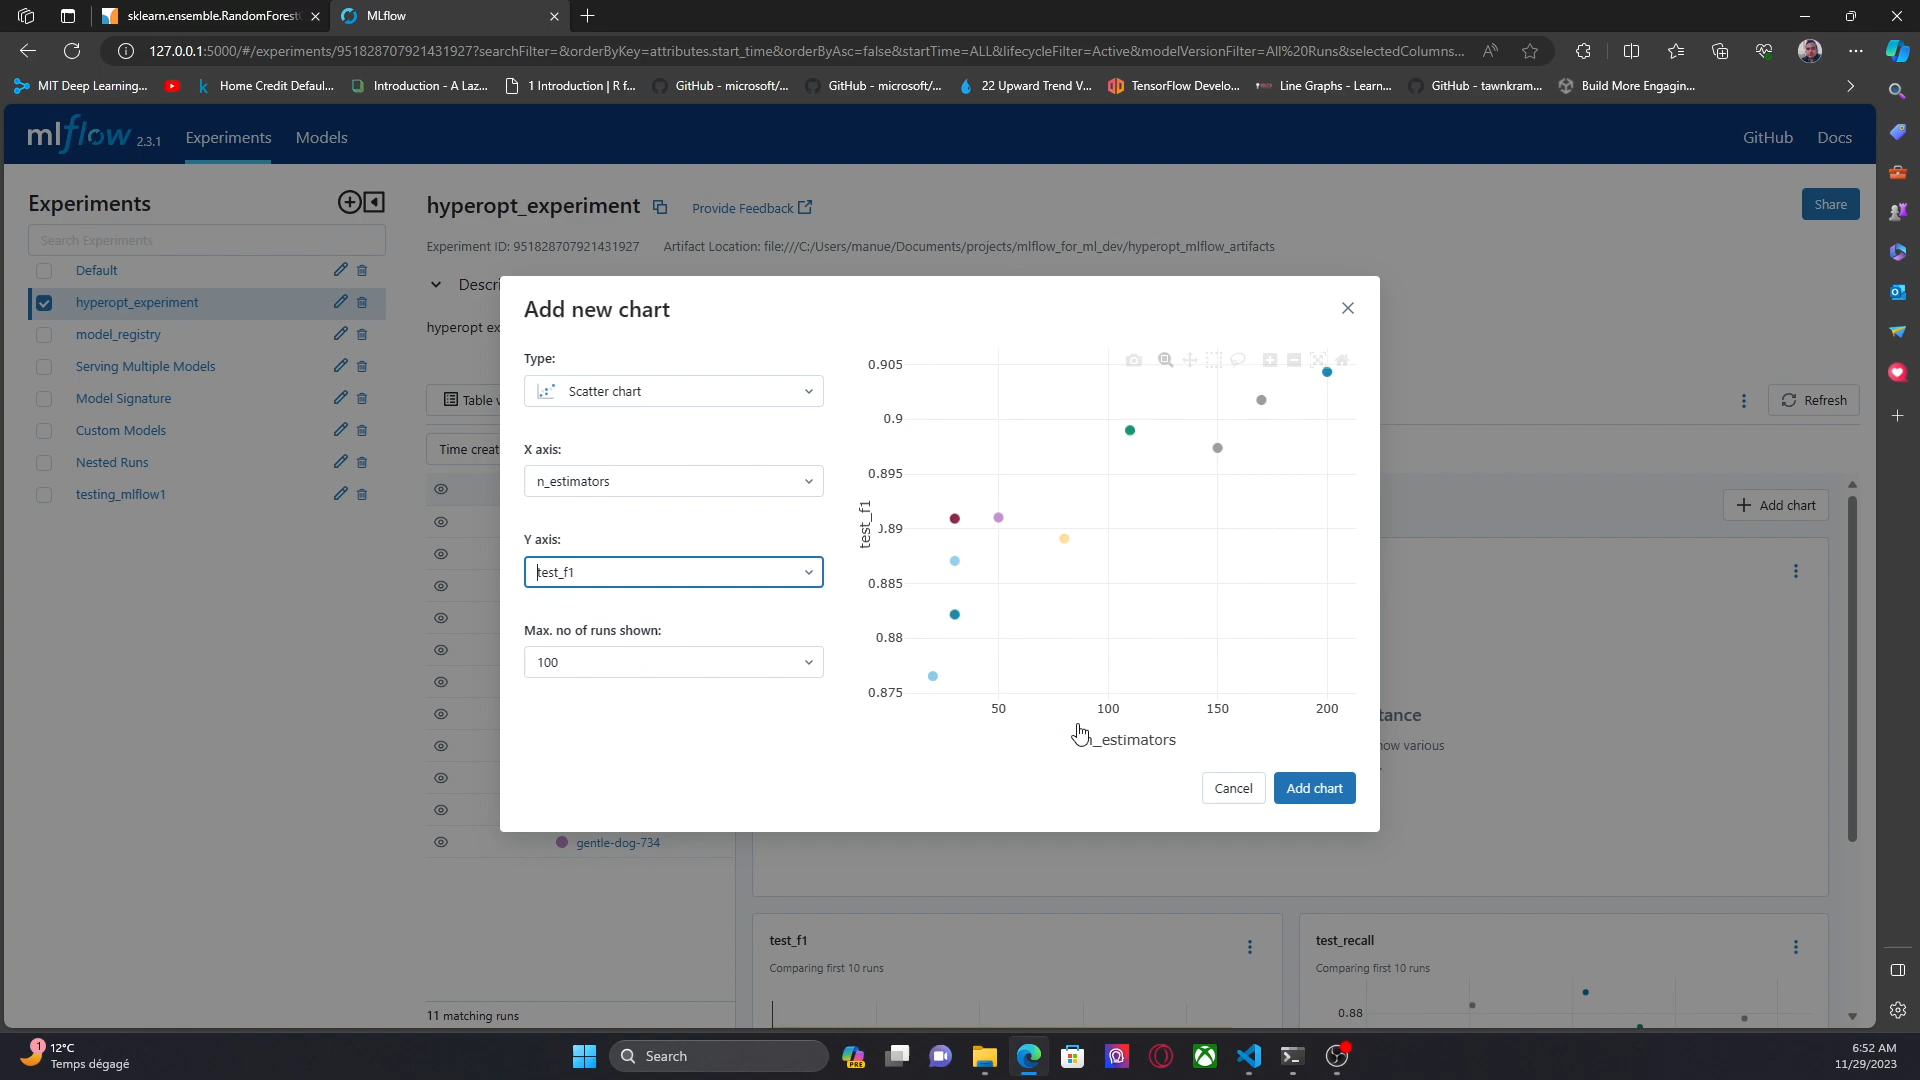 sklearn.ensemble.RandomForest
MLflow
127.0.0.1:5000/#/experiments/951828707921431927?searchFilter=&orderByKey=attributes.start_time&orderByAsc=false&startTime=ALL&lifecycleFilter=Active&modelVersionFilter=All%20Runs&selectedColumns...
MIT Deep Learning...
Home Credit Defaul...
Introduction - A Laz...
1 Introduction | R f...
GitHub - microsoft/...
GitHub - microsoft/...
22 Upward Trend V...
TensorFlow Develo...
Line Graphs - Learn...
GitHub - tawnkram...
Build More Engagin...
mlflow 2.3.1
Experiments
Models
GitHub
Docs
Experiments
Search Experiments
Default
hyperopt_experiment
model_registry
Serving Multiple Models
Model Signature
Custom Models
Nested Runs
testing_mlflow1
hyperopt_experiment
Provide Feedback
Share
Experiment ID: 951828707921431927
Artifact Location: file:///C:/Users/manue/Documents/projects/mlflow_for_ml_dev/hyperopt_mlflow_artifacts
Descri
hyperopt ex
Table v
Refresh
Time creat
Add chart
Add new chart
Type:
Scatter chart
X axis:
n_estimators
Y axis:
test_f1
Max. no of runs shown:
100
test_f1
0.905
0.9
0.895
0.89
0.885
0.88
0.875
50
100
150
200
n_estimators
Cancel
Add chart
tance
now various
gentle-dog-734
11 matching runs
test_f1
Comparing first 10 runs
test_recall
Comparing first 10 runs
0.88
1
12°C
Temps dégagé
Search
PRE
6:52 AM
11/29/2023